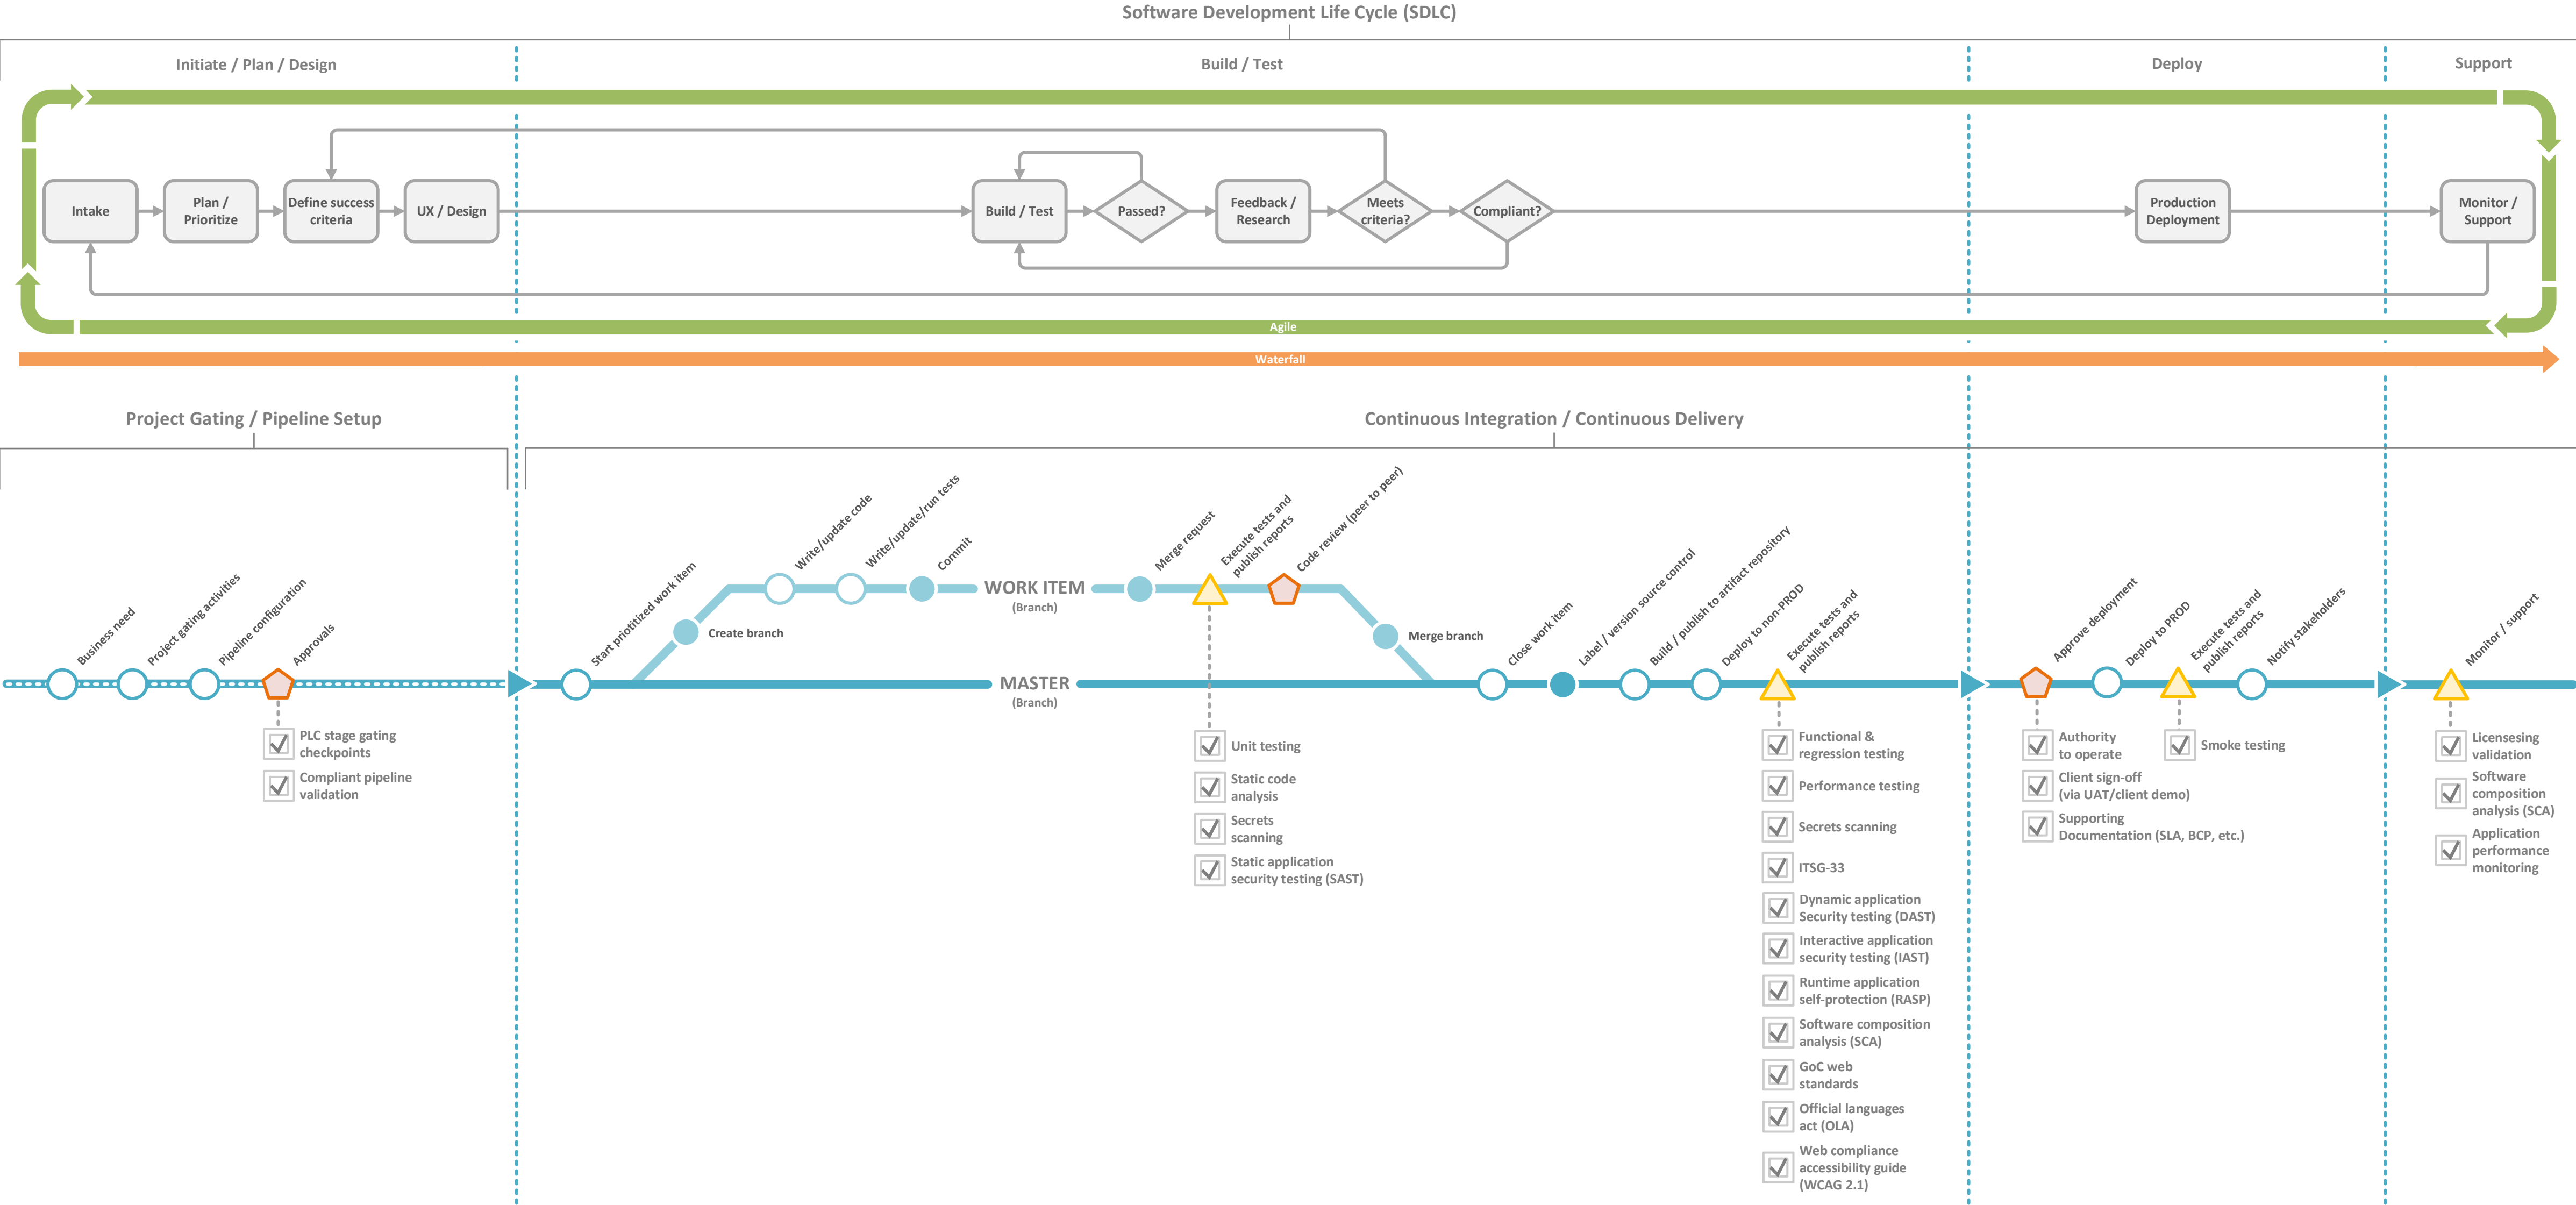 Software Development Life Cycle (SDLC)
Initiate / Plan / Design
Build / Test
Deploy
Support
Intake
Plan /
Prioritize
Define success
criteria
UX / Design
Build / Test
Passed?
Feedback /
Research
Meets
criteria?
Compliant?
Production
Deployment
Monitor /
Support
Agile
Waterfall
Project Gating / Pipeline Setup
Continuous Integration / Continuous Delivery
Business need
Project gating activities
Pipeline configuration
Approvals
Start priotitized work item
Create branch
Write/update code
Write/update/run tests
Commit
WORK ITEM
(Branch)
Merge request
Execute tests and
publish reports
Code review (peer to peer)
Merge branch
MASTER
(Branch)
Close work item
Label / version source control
Build / publish to artifact repository
Deploy to non-PROD
Execute tests and
publish reports
Approve deployment
Deploy to PROD
Execute tests and
publish reports
Notify stakeholders
Monitor / support
PLC stage gating
checkpoints
Compliant pipeline
validation
Unit testing
Static code
analysis
Secrets
scanning
Static application
security testing (SAST)
Functional &
regression testing
Performance testing
Secrets scanning
ITSG-33
Dynamic application
Security testing (DAST)
Interactive application
security testing (IAST)
Runtime application
self-protection (RASP)
Software composition
analysis (SCA)
GoC web
standards
Official languages
act (OLA)
Web compliance
accessibility guide
(WCAG 2.1)
Authority
to operate
Client sign-off
(via UAT/client demo)
Supporting
Documentation (SLA, BCP, etc.)
Smoke testing
Licensesing
validation
Software
composition
analysis (SCA)
Application
performance
monitoring